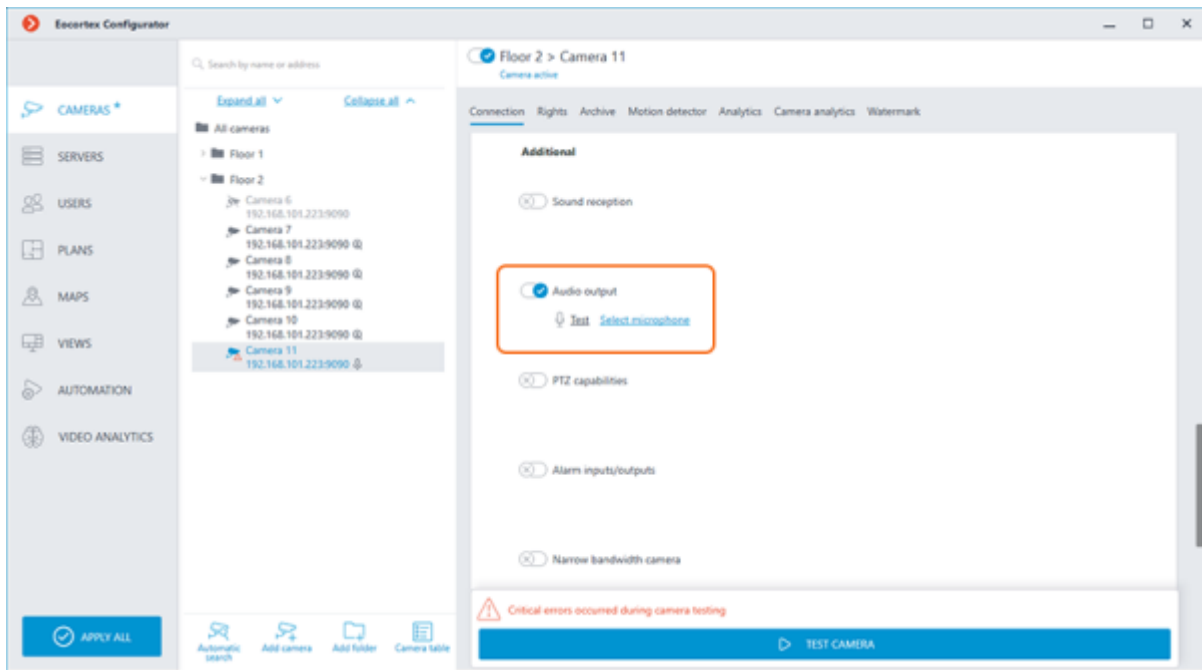 Eocortex Configurator
Search by name or address
Floor 2 > Camera 11
Camera active
CAMERAS *
Expand all
Collapse all
Connection Rights Archive Motion detector Analytics Camera analytics Watermark
All cameras
Floor 1
Floor 2
Camera 6
192.168.101.223:9090
Camera 7
192.168.101.223:9090
Camera 8
192.168.101.223:9090
Camera 9
192.168.101.223:9090
Camera 10
192.168.101.223:9090
Camera 11
192.168.101.223:9090
SERVERS
USERS
PLANS
MAPS
VIEWS
AUTOMATION
VIDEO ANALYTICS
Additional
Sound reception
Audio output
Test Select microphone
PTZ capabilities
Alarm inputs/outputs
Narrow bandwidth camera
Critical errors occurred during camera testing
APPLY ALL
Automatic search
Add camera
Add folder
Camera table
TEST CAMERA